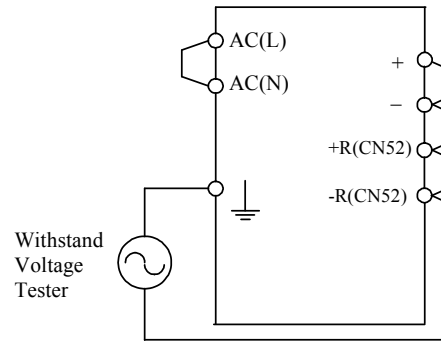 AC(L)
AC(N)
+
−
+R(CN52)
-R(CN52)
Withstand
Voltage
Tester